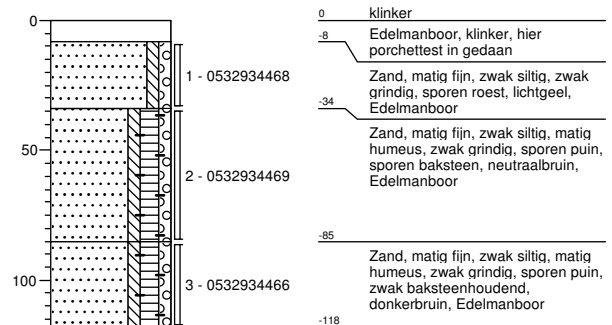 0
50
100
1 - 0532934468
2 - 0532934469
3 - 0532934466
0
klinker
-8
Edelmanboor, klinker, hier
porchettest in gedaan
Zand, matig fijn, zwak siltig, zwak
grindig, sporen roest, lichtgeel,
Edelmanboor
-34
Zand, matig fijn, zwak siltig, matig
humeus, zwak grindig, sporen puin,
sporen baksteen, neutraalbruin,
Edelmanboor
-85
Zand, matig fijn, zwak siltig, matig
humeus, zwak grindig, sporen puin,
zwak baksteenhoudend,
donkerbruin, Edelmanboor
-118